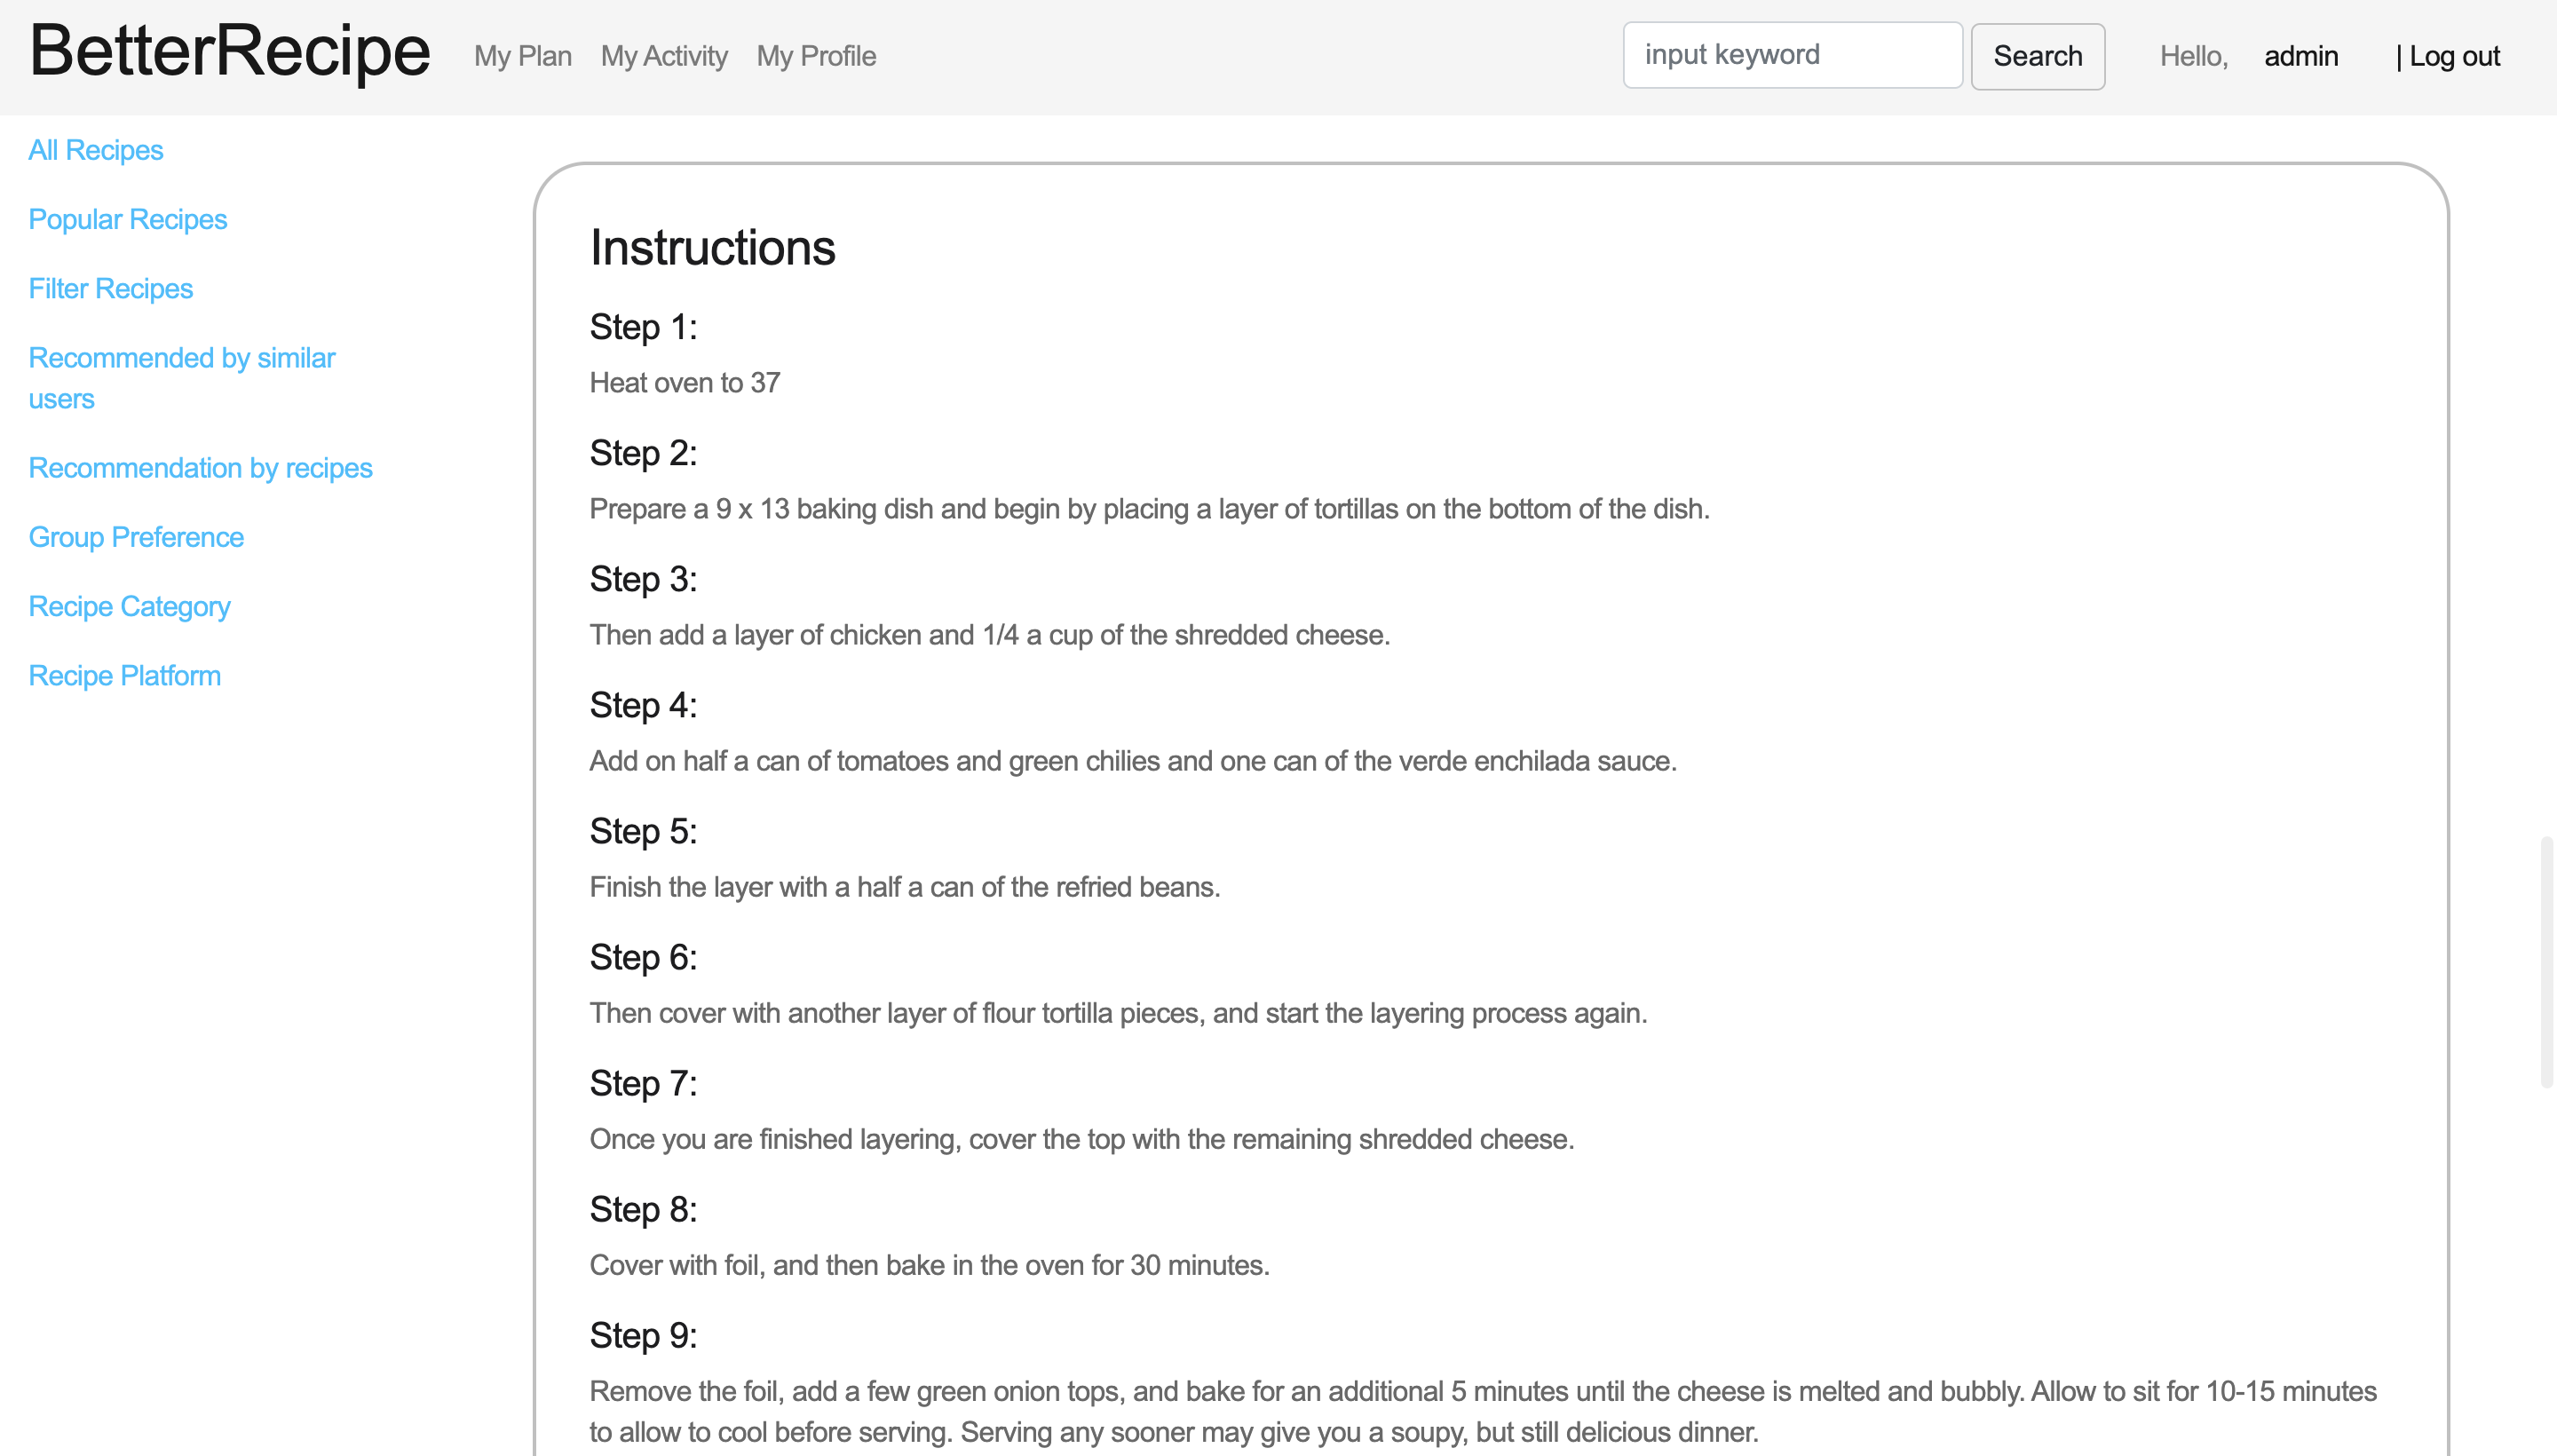 BetterRecipe My Plan My Activity My Profile input keyword Search Hello, admin | Log out
All Recipes
Popular Recipes
Filter Recipes
Recommended by similar
users
Recommendation by recipes
Group Preference
Recipe Category
Recipe Platform
Instructions
Step 1:
Heat oven to 37
Step 2:
Prepare a 9 x 13 baking dish and begin by placing a layer of tortillas on the bottom of the dish.
Step 3:
Then add a layer of chicken and 1/4 a cup of the shredded cheese.
Step 4:
Add on half a can of tomatoes and green chilies and one can of the verde enchilada sauce.
Step 5:
Finish the layer with a half a can of the refried beans.
Step 6:
Then cover with another layer of flour tortilla pieces, and start the layering process again.
Step 7:
Once you are finished layering, cover the top with the remaining shredded cheese.
Step 8:
Cover with foil, and then bake in the oven for 30 minutes.
Step 9:
Remove the foil, add a few green onion tops, and bake for an additional 5 minutes until the cheese is melted and bubbly. Allow to sit for 10-15 minutes
to allow to cool before serving. Serving any sooner may give you a soupy, but still delicious dinner.